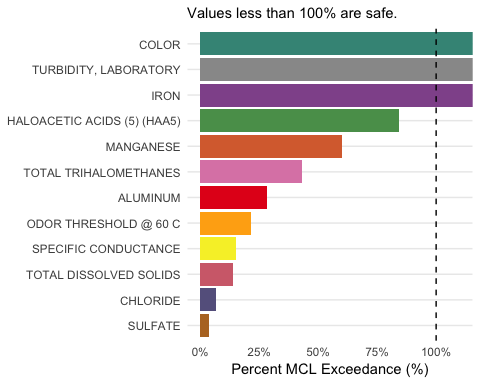 Values less than 100% are safe.
COLOR
TURBIDITY, LABORATORY
IRON
HALOACETIC ACIDS (5) (HAA5)
MANGANESE
TOTAL TRIHALOMETHANES
ALUMINUM
ODOR THRESHOLD @ 60 C
SPECIFIC CONDUCTANCE
TOTAL DISSOLVED SOLIDS
CHLORIDE
SULFATE
0% 25% 50% 75% 100%
Percent MCL Exceedance (%)